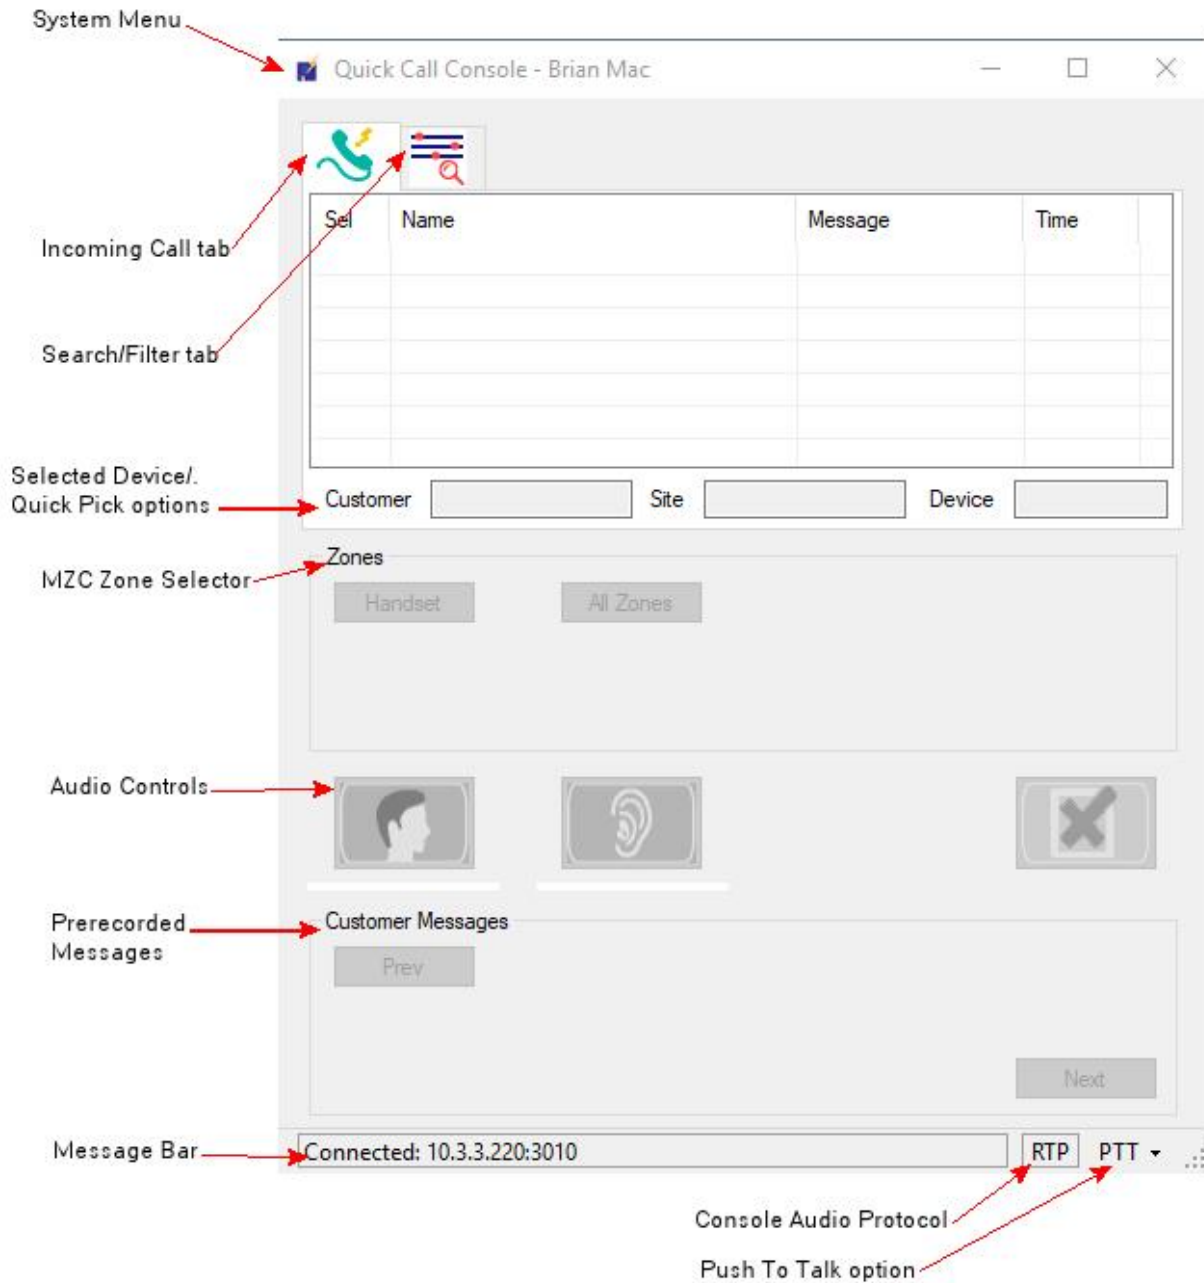 System Menu
Quick Call Console - Brian Mac
Incoming Call tab
Search/Filter tab
Sel Name Message Time
Selected Device/.
Quick Pick options
Customer Site Device
MZC Zone Selector
Zones
Handset All Zones
Audio Controls
Prerecorded
Messages
Customer Messages
Prev
Next
Message Bar
Connected: 10.3.3.220:3010 RTP PTT
Console Audio Protocol
Push To Talk option